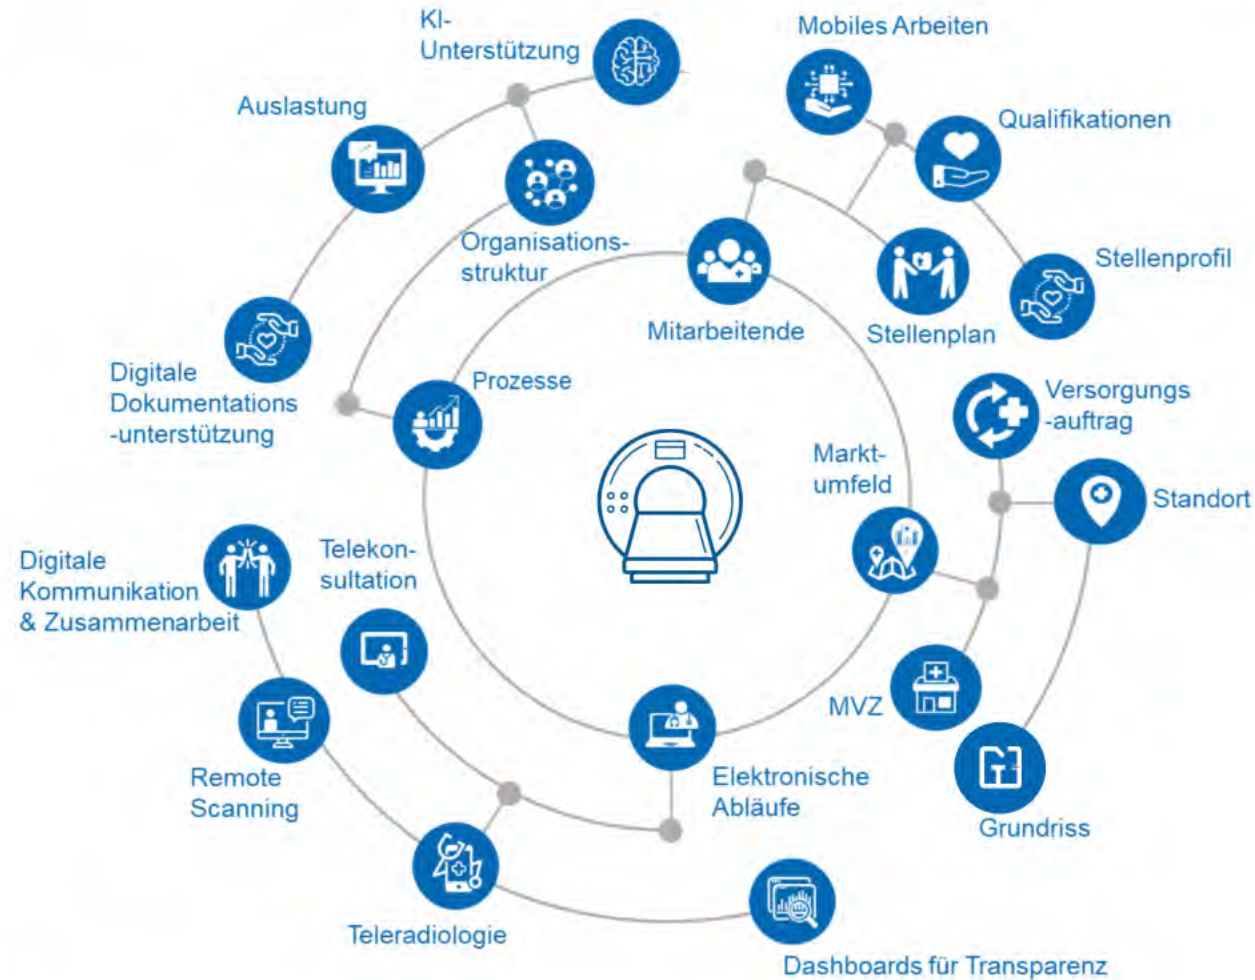 KI-
Unterstützung
Mobiles Arbeiten
Auslastung
Qualifikationen
Organisations-
struktur
Stellenprofil
Mitarbeitende
Stellenplan
Digitale
Dokumentations
-unterstützung
Prozesse
Versorgungs
-auftrag
Markt-
umfeld
Standort
Digitale
Kommunikation
& Zusammenarbeit
Telekon-
sultation
MVZ
Remote
Scanning
Elektronische
Abläufe
Grundriss
Teleradiologie
Dashboards für Transparenz